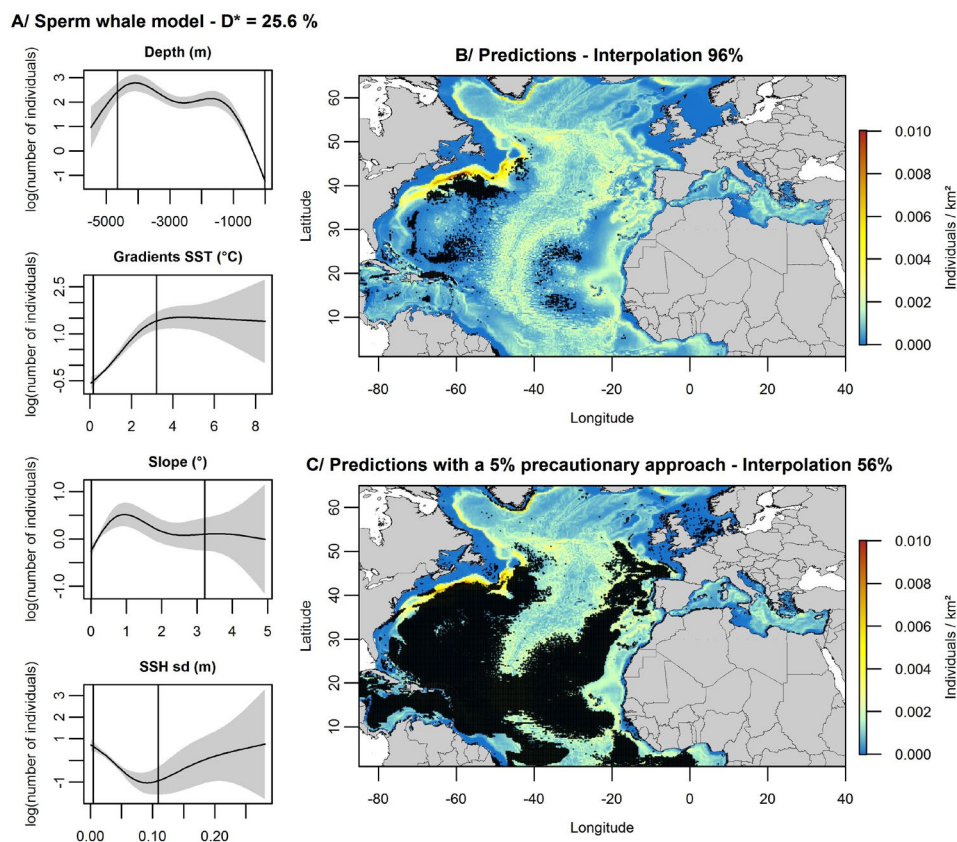 A/ Sperm whale model - D* = 25.6 %
Depth (m)
log(number of individuals)
3
2
1
0
-1
-5000 -3000 -1000
Gradients SST (°C)
log(number of individuals)
2.5
1.0
-0.5
0 2 4 6 8
Slope (°)
log(number of individuals)
1.0
0.0
-1.0
0 1 2 3 4 5
SSH sd (m)
log(number of individuals)
3
1
-1
0.00 0.10 0.20
B/ Predictions - Interpolation 96%
Latitude
60
50
40
30
20
10
-80 -60 -40 -20 0 20 40
Longitude
0.010
0.008
0.006
0.004
0.002
0.000
Individuals / km²
C/ Predictions with a 5% precautionary approach - Interpolation 56%
Latitude
60
50
40
30
20
10
-80 -60 -40 -20 0 20 40
Longitude
0.010
0.008
0.006
0.004
0.002
0.000
Individuals / km²